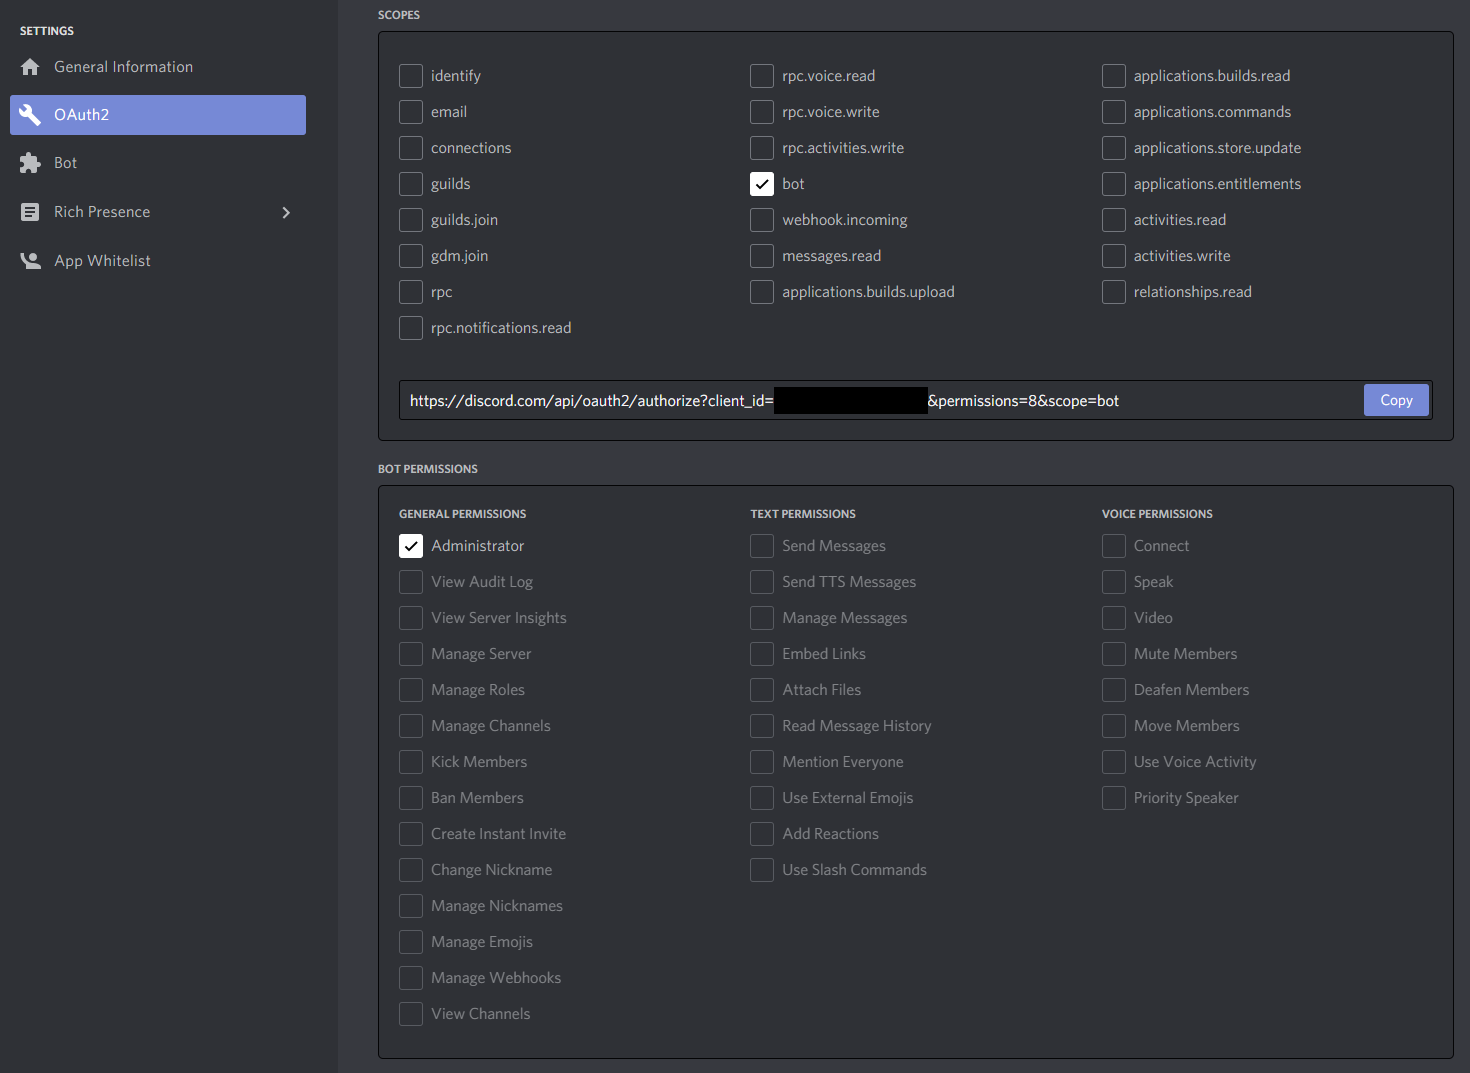 SETTINGS
General Information
OAuth2
Bot
Rich Presence
App Whitelist
SCOPES
identify
email
connections
guilds
guilds.join
gdm.join
rpc
rpc.notifications.read
rpc.voice.read
rpc.voice.write
rpc.activities.write
bot
webhook.incoming
messages.read
applications.builds.upload
applications.builds.read
applications.commands
applications.store.update
applications.entitlements
activities.read
activities.write
relationships.read
https://discord.com/api/oauth2/authorize?client_id= &permissions=8&scope=bot
Copy
BOT PERMISSIONS
GENERAL PERMISSIONS
Administrator
View Audit Log
View Server Insights
Manage Server
Manage Roles
Manage Channels
Kick Members
Ban Members
Create Instant Invite
Change Nickname
Manage Nicknames
Manage Emojis
Manage Webhooks
View Channels
TEXT PERMISSIONS
Send Messages
Send TTS Messages
Manage Messages
Embed Links
Attach Files
Read Message History
Mention Everyone
Use External Emojis
Add Reactions
Use Slash Commands
VOICE PERMISSIONS
Connect
Speak
Video
Mute Members
Deafen Members
Move Members
Use Voice Activity
Priority Speaker